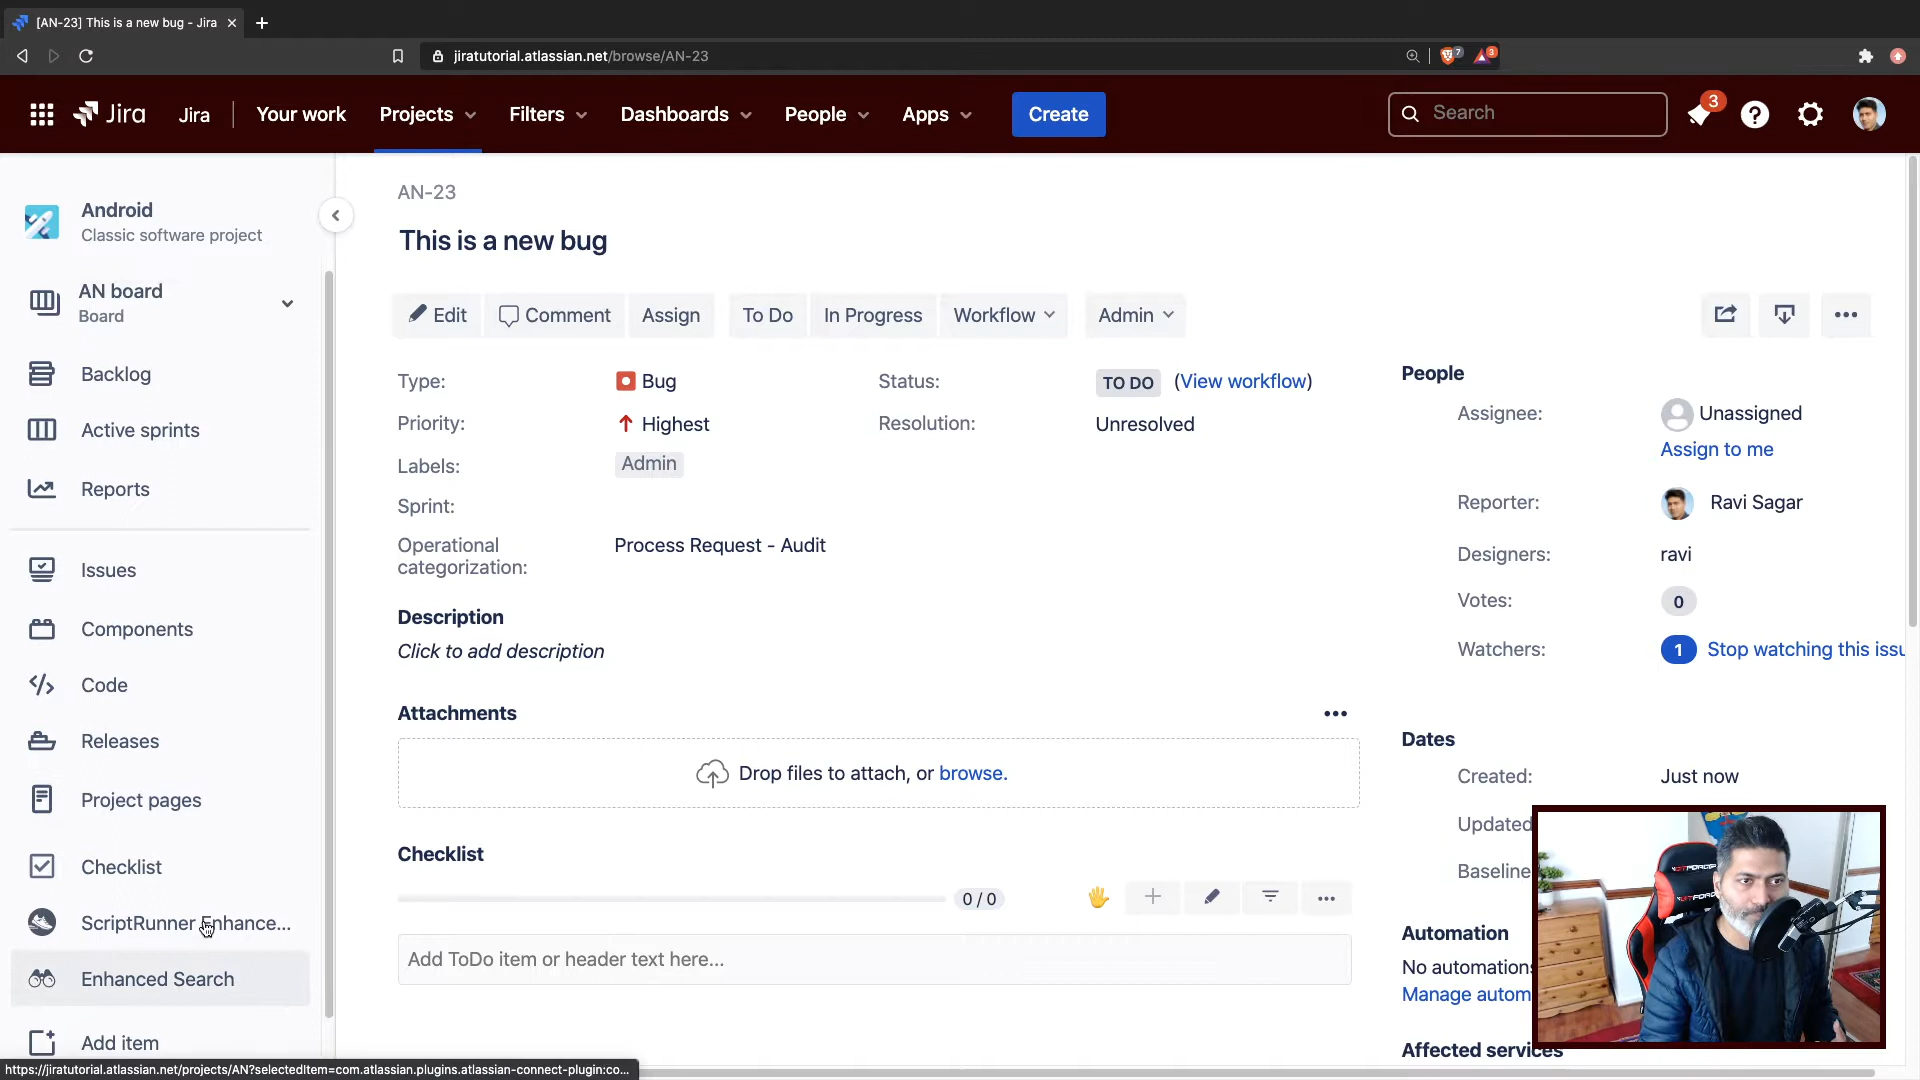 [AN-23] This is a new bug - Jira
jiratutorial.atlassian.net/browse/AN-23
7
3
Jira
Jira
Your work
Projects
Filters
Dashboards
People
Apps
Create
Search
3
Android
Classic software project
AN board
Board
Backlog
Active sprints
Reports
Issues
Components
Code
Releases
Project pages
Checklist
ScriptRunner Enhance...
Enhanced Search
Add item
https://jiratutorial.atlassian.net/projects/AN?selectedItem=com.atlassian.plugins.atlassian-connect-plugin:co...
AN-23
This is a new bug
Edit
Comment
Assign
To Do
In Progress
Workflow
Admin
Type:
Bug
Status:
TO DO
(View workflow)
Priority:
Highest
Resolution:
Unresolved
Labels:
Admin
Sprint:
Operational
categorization:
Process Request - Audit
Description
Click to add description
Attachments
Drop files to attach, or browse.
Checklist
0 / 0
Add ToDo item or header text here...
People
Assignee:
Unassigned
Assign to me
Reporter:
Ravi Sagar
Designers:
ravi
Votes:
0
Watchers:
1
Stop watching this issu
Dates
Created:
Just now
Updated
Baseline
Automation
No automations
Manage autom
Affected services